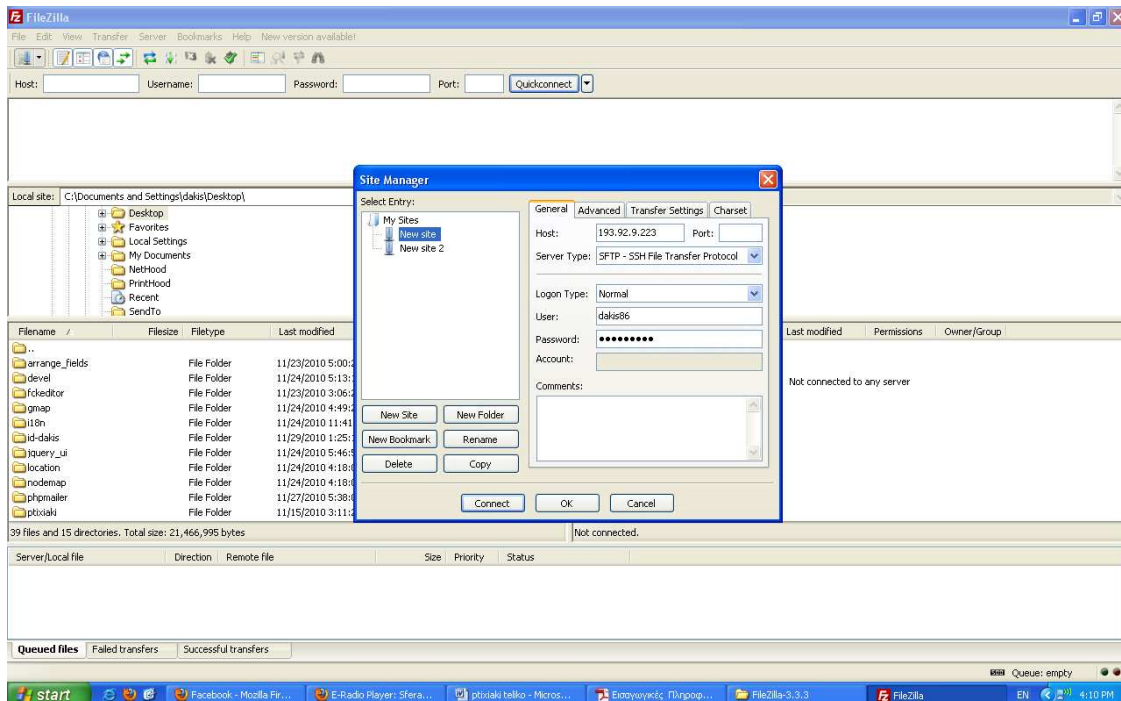 FileZilla
File Edit View Transfer Server Bookmarks Help New version available!
Host: Username: Password: Port: Quickconnect
Local site: C:\Documents and Settings\dakis\Desktop\
Desktop
Favorites
Local Settings
My Documents
NetHood
PrintHood
Recent
SendTo
Filename / Filesize Filetype Last modified
..
arrange_fields File Folder 11/23/2010 5:00:2
devel File Folder 11/24/2010 5:13:
fckeditor File Folder 11/23/2010 3:06:2
gmap File Folder 11/24/2010 4:49:2
i18n File Folder 11/24/2010 11:41
id-dakis File Folder 11/29/2010 1:25:
jquery_ui File Folder 11/24/2010 5:46:5
location File Folder 11/24/2010 4:18:
nodemap File Folder 11/24/2010 4:18:
phpmailer File Folder 11/27/2010 5:38:
ptixiaki File Folder 11/15/2010 3:11:2
39 files and 15 directories. Total size: 21,466,995 bytes
Site Manager
Select Entry:
My Sites
New site
New site 2
New Site New Folder
New Bookmark Rename
Delete Copy
General Advanced Transfer Settings Charset
Host: 193.92.9.223 Port:
Server Type: SFTP - SSH File Transfer Protocol
Logon Type: Normal
User: dakis86
Password: •••••••••
Account:
Comments:
Connect OK Cancel
Last modified Permissions Owner/Group
Not connected to any server
Not connected.
Server/Local file Direction Remote file Size Priority Status
Queued files Failed transfers Successful transfers
Queue: empty
start Facebook - Mozilla Fir... E-Radio Player: Sfera... ptixiaki teliko - Micros... Εισαγωγικές Πληροφ... FileZilla-3.3.3 FileZilla EN 4:10 PM